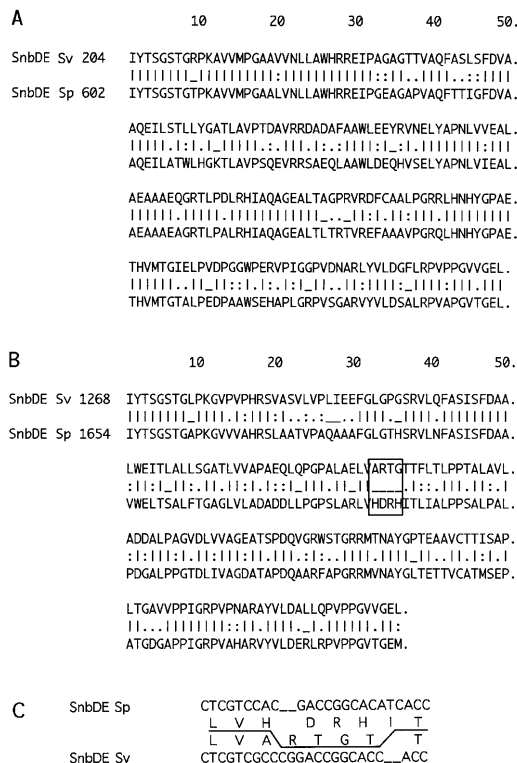 A
10 20 30 40 50.
SnbDE Sv 204 IYTSGSTGRPKAVVMPGAAVVNLLAWHRREIPAGAGTTVAQFASLSFDVA.
SnbDE Sp 602 IYTSGSTGTPKAVVMPGAALVNLLAWHRREIPGEAGAPVAQFTTIGFDVA.
AQEILSTLLYGATLAVPTDAVRRDADAFAAWLEEYRVNELYAPNLVVEAL.
AQEILATWLHGKTLAVPSQEVRRSAEQLAAWLDEQHVSELYAPNLVIEAL.
AEAAAEQGRTLPDLRHIAQAGEALTAGPRVRDFCAALPGRRLHNHYGPAE.
AEAAAEAGRTLPALRHIAQAGEALTLTRTVREFAAAVPGRQLHNHYGPAE.
THVMTGIELPVDPGGWPERVPIGGPVDNARLYVLDGFLRPVPPGVVGEL.
THVMTGTALPEDPAAWSEHAPLGRPVSGARVYVLDSALRPVAPGVTGEL.
B
10 20 30 40 50.
SnbDE Sv 1268 IYTSGSTGLPKGVPVPHRSVASVLVPLIEEFGLGPGSRVLQFASISFDAA.
SnbDE Sp 1654 IYTSGSTGAPKGVVVAHRSLAATVPAQAAAFGLGTHSRVLNFASISFDAA.
LWEITLALLSGATLVVAPAEQLQPGPALAELVARTGTTFLTLPPTALAVL.
VWELTSALFTGAGLVLADADDLLPGPSLARLVHDRHITLIALPPSALPAL.
ADDALPAGVDLVVAGEATSPDQVGRWSTGRRMTNAYGPTEAAVCTTISAP.
PDGALPPGTDLIVAGDATAPDQAARFAPGRRMVNAYGLTETTVCATMSEP.
LTGAVVPPIGRPVPNARAYVLDALLQPVPPGVVGEL.
ATGDGAPPIGRPVAHARVYVLDERLRPVPPGVTGEM.
C
SnbDE Sp CTCGTCCAC__GACCGGCACATCACC
L V H D R H I T
L V A R T G T T
SnbDE Sv CTCGTCGCCCGGACCGGCACC__ACC